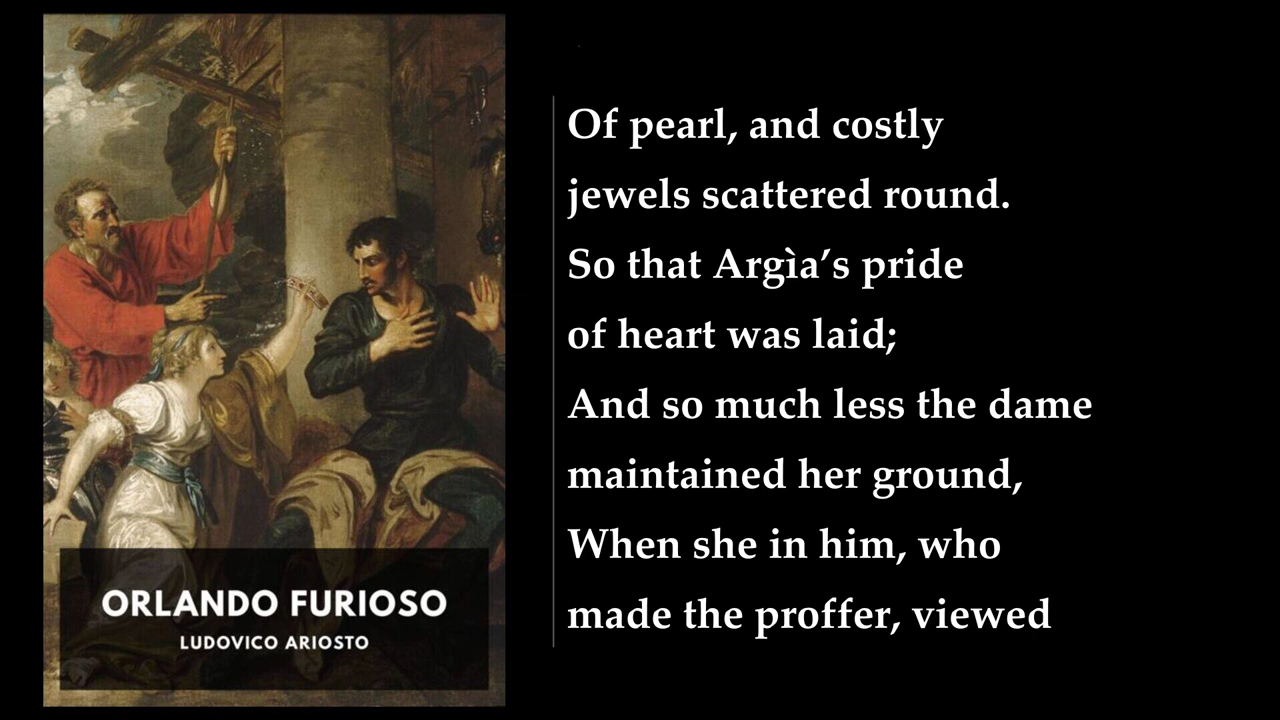 Of pearl, and costly
jewels scattered round.
So that Argìa’s pride
of heart was laid;
And so much less the dame
maintained her ground,
When she in him, who
made the proffer, viewed
ORLANDO FURIOSO
LUDOVICO ARIOSTO